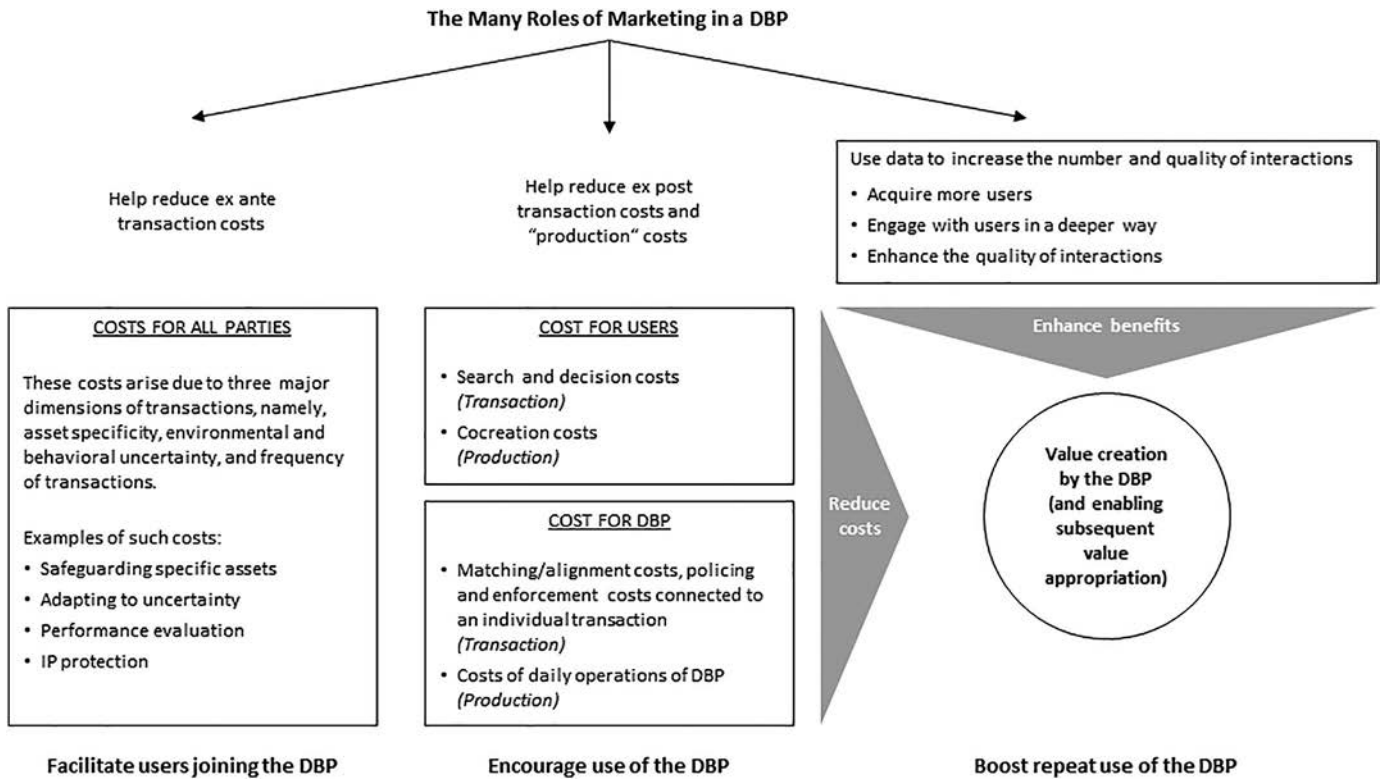 The Many Roles of Marketing in a DBP
Help reduce ex ante
transaction costs
Help reduce ex post
transaction costs and
“production“ costs
Use data to increase the number and quality of interactions
• Acquire more users
• Engage with users in a deeper way
• Enhance the quality of interactions
COSTS FOR ALL PARTIES
These costs arise due to three major
dimensions of transactions, namely,
asset specificity, environmental and
behavioral uncertainty, and frequency
of transactions.
Examples of such costs:
• Safeguarding specific assets
• Adapting to uncertainty
• Performance evaluation
• IP protection
COST FOR USERS
• Search and decision costs
(Transaction)
• Cocreation costs
(Production)
COST FOR DBP
• Matching/alignment costs, policing
and enforcement costs connected to
an individual transaction
(Transaction)
• Costs of daily operations of DBP
(Production)
Reduce
costs
Enhance benefits
Value creation
by the DBP
(and enabling
subsequent
value
appropriation)
Facilitate users joining the DBP
Encourage use of the DBP
Boost repeat use of the DBP